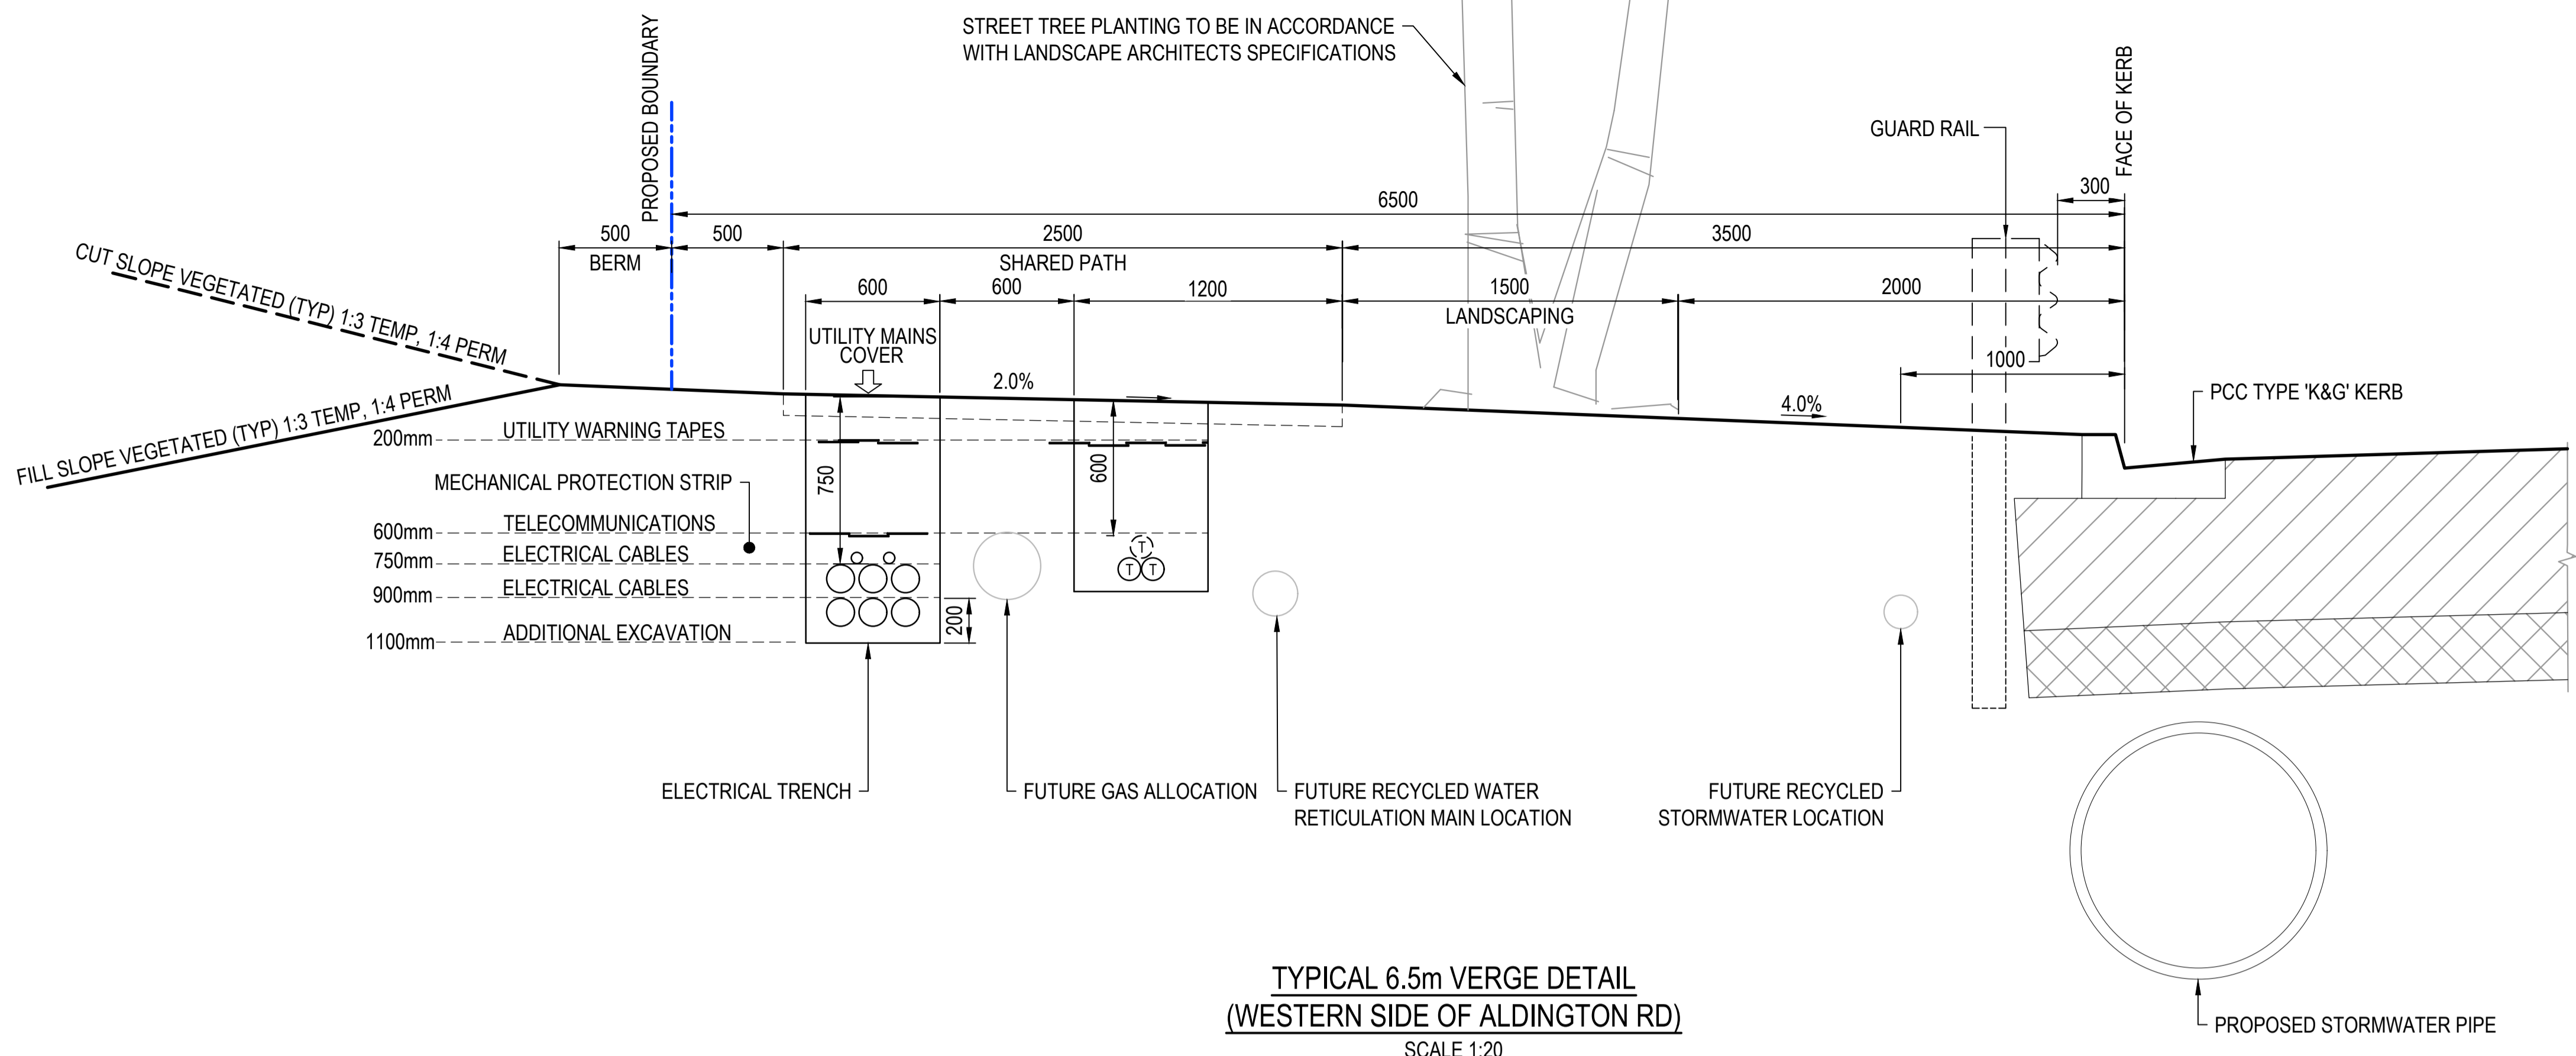 STREET TREE PLANTING TO BE IN ACCORDANCE
WITH LANDSCAPE ARCHITECTS SPECIFICATIONS
PROPOSED BOUNDARY
FACE OF KERB
GUARD RAIL
300
6500
500
500
2500
3500
BERM
SHARED PATH
CUT SLOPE VEGETATED (TYP) 1:3 TEMP, 1:4 PERM
600
600
1200
1500
2000
LANDSCAPING
UTILITY MAINS
COVER
1000
2.0%
4.0%
PCC TYPE 'K&G' KERB
FILL SLOPE VEGETATED (TYP) 1:3 TEMP, 1:4 PERM
200mm
UTILITY WARNING TAPES
750
600
MECHANICAL PROTECTION STRIP
600mm
TELECOMMUNICATIONS
750mm
ELECTRICAL CABLES
T
T
T
900mm
ELECTRICAL CABLES
200
1100mm
ADDITIONAL EXCAVATION
ELECTRICAL TRENCH
FUTURE GAS ALLOCATION
FUTURE RECYCLED WATER
RETICULATION MAIN LOCATION
FUTURE RECYCLED
STORMWATER LOCATION
TYPICAL 6.5m VERGE DETAIL
(WESTERN SIDE OF ALDINGTON RD)
SCALE 1:20
PROPOSED STORMWATER PIPE